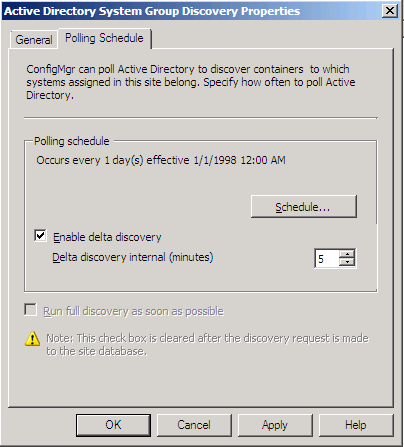 Active Directory System Group Discovery Properties
General
Polling Schedule
ConfigMgr can poll Active Directory to discover containers to which
systems assigned in this site belong. Specify how often to poll Active
Directory.
Polling schedule
Occurs every 1 day(s) effective 1/1/1998 12:00 AM
Schedule...
Enable delta discovery
Delta discovery internal (minutes)
5
Run full discovery as soon as possible
Note: This check box is cleared after the discovery request is made
to the site database.
OK
Cancel
Apply
Help